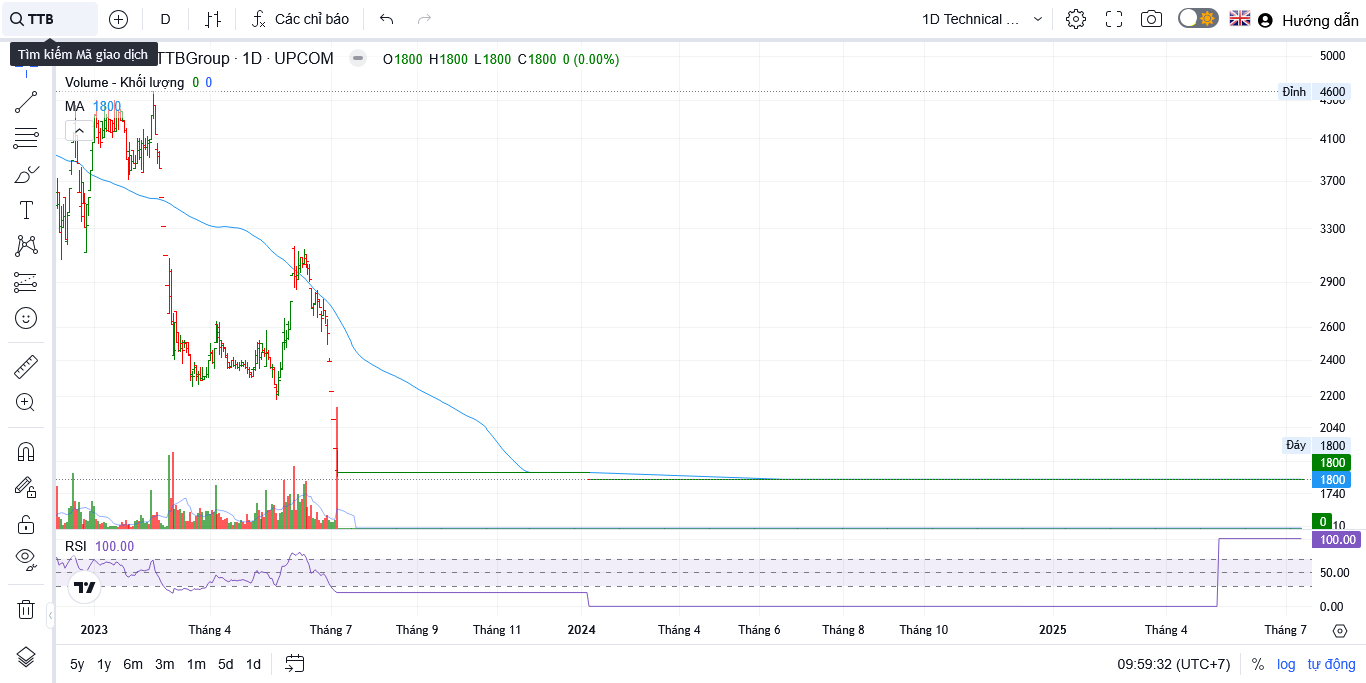 TTB D Các chỉ báo 1D Technical ... Hướng dẫn
Tìm kiếm Mã giao dịch
TTBGroup · 1D · UPCOM O1800 H1800 L1800 C1800 0 (0.00%)
Volume - Khối lượng 0 0
MA 1800
5000
Đỉnh 4600
4100
3700
3300
2900
2600
2400
2200
2040
Đáy 1800
1800
1800
1740
0
RSI 100.00
100.00
50.00
0.00
2023 Tháng 4 Tháng 7 Tháng 9 Tháng 11 2024 Tháng 4 Tháng 6 Tháng 8 Tháng 10 2025 Tháng 4 Tháng 7
5y 1y 6m 3m 1m 5d 1d 09:59:32 (UTC+7) % log tự động